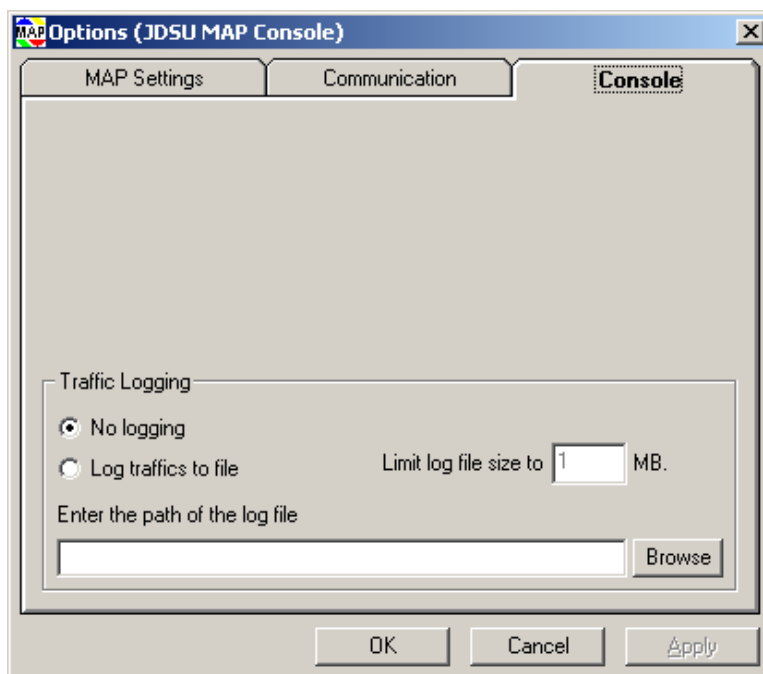 MAP Options (JDSU MAP Console)
MAP Settings Communication Console
Traffic Logging
No logging
Log traffics to file Limit log file size to 1 MB.
Enter the path of the log file
Browse
OK Cancel Apply